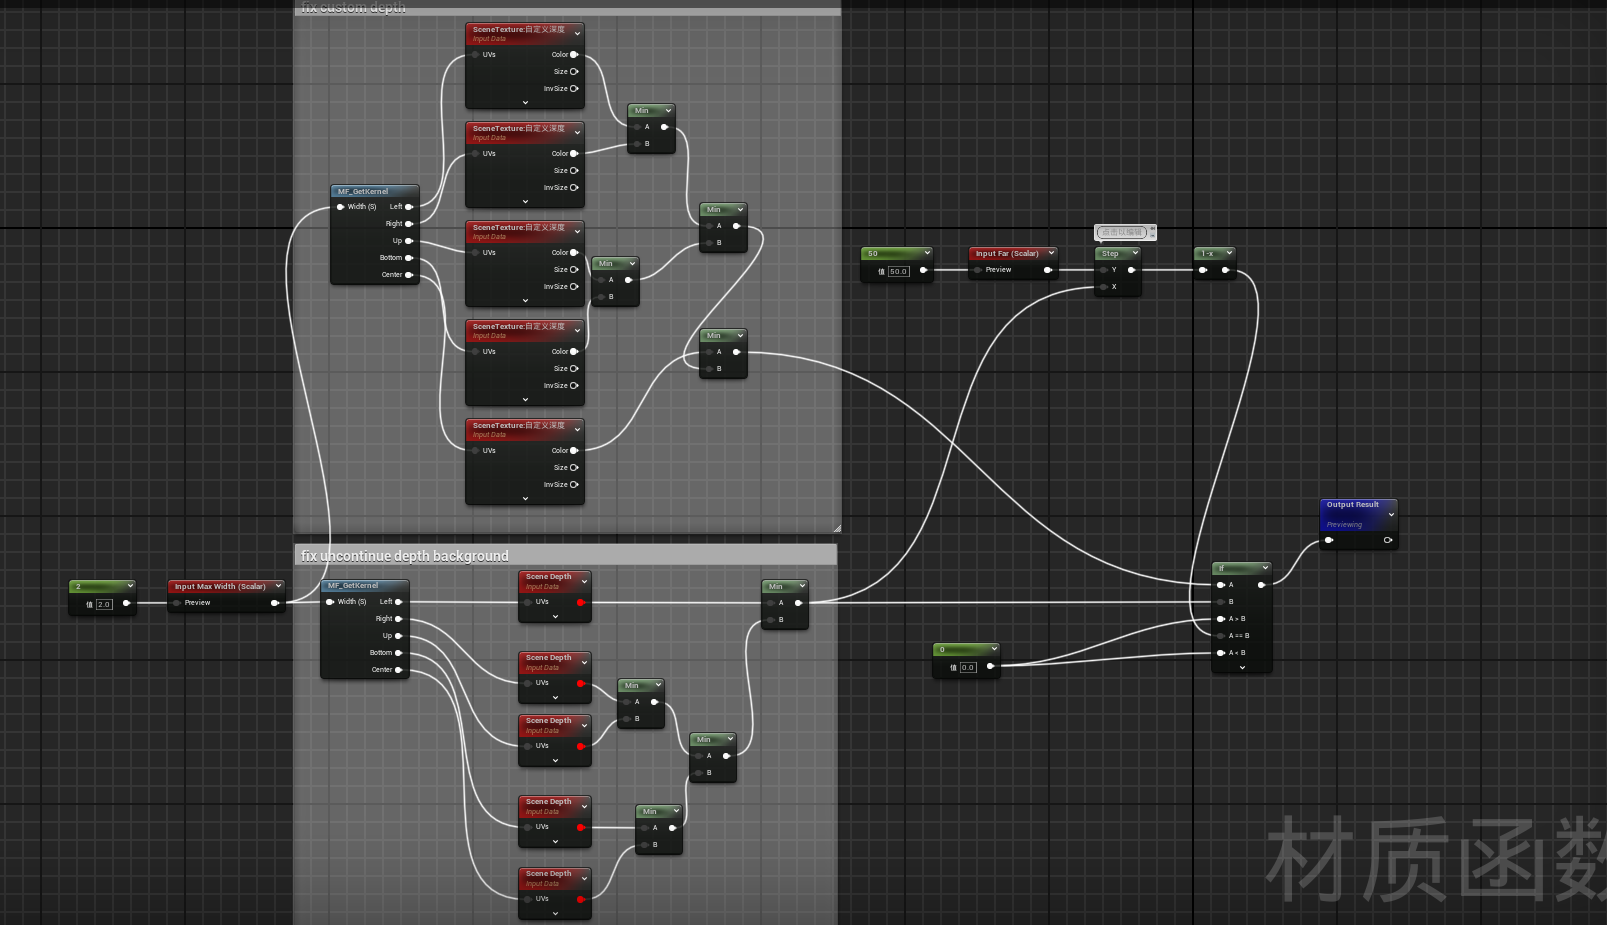 fix custom depth
SceneTexture:自定义深度
Input Data
UVs Color
Size
InvSize
Min
A
B
SceneTexture:自定义深度
Input Data
UVs Color
Size
InvSize
MF_GetKernel
Width (S) Left
Right
Up
Bottom
Center
Min
A
B
SceneTexture:自定义深度
Input Data
UVs Color
Size
InvSize
Min
A
B
SceneTexture:自定义深度
Input Data
UVs Color
Size
InvSize
Min
A
B
SceneTexture:自定义深度
Input Data
UVs Color
Size
InvSize
50
值 50.0
Input Far (Scalar)
Preview
点击以编辑
Step
Y
X
1-x
Output Result
Previewing
fix uncontinue depth background
2
值 2.0
Input Max Width (Scalar)
Preview
MF_GetKernel
Width (S) Left
Right
Up
Bottom
Center
Scene Depth
Input Data
UVs
Min
A
B
Scene Depth
Input Data
UVs
Min
A
B
Scene Depth
Input Data
UVs
Min
A
B
Scene Depth
Input Data
UVs
Min
A
B
Scene Depth
Input Data
UVs
0
值 0.0
If
A
B
A > B
A == B
A < B
材质函数